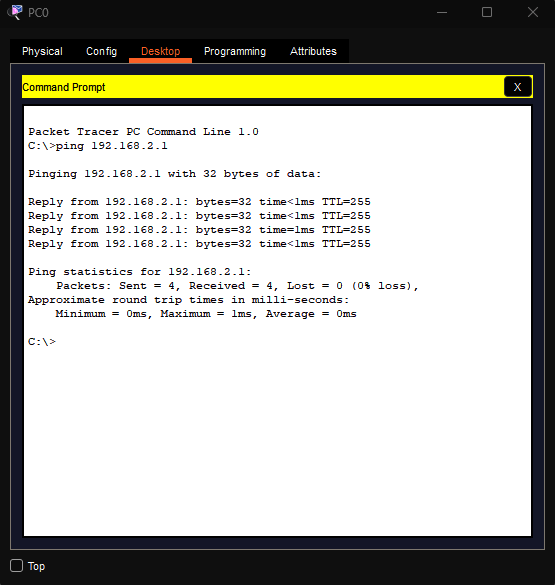 PC0
Physical Config Desktop Programming Attributes
Command Prompt X
Packet Tracer PC Command Line 1.0
C:\>ping 192.168.2.1
Pinging 192.168.2.1 with 32 bytes of data:
Reply from 192.168.2.1: bytes=32 time<1ms TTL=255
Reply from 192.168.2.1: bytes=32 time<1ms TTL=255
Reply from 192.168.2.1: bytes=32 time=1ms TTL=255
Reply from 192.168.2.1: bytes=32 time<1ms TTL=255
Ping statistics for 192.168.2.1:
    Packets: Sent = 4, Received = 4, Lost = 0 (0% loss),
Approximate round trip times in milli-seconds:
    Minimum = 0ms, Maximum = 1ms, Average = 0ms
C:\>
Top